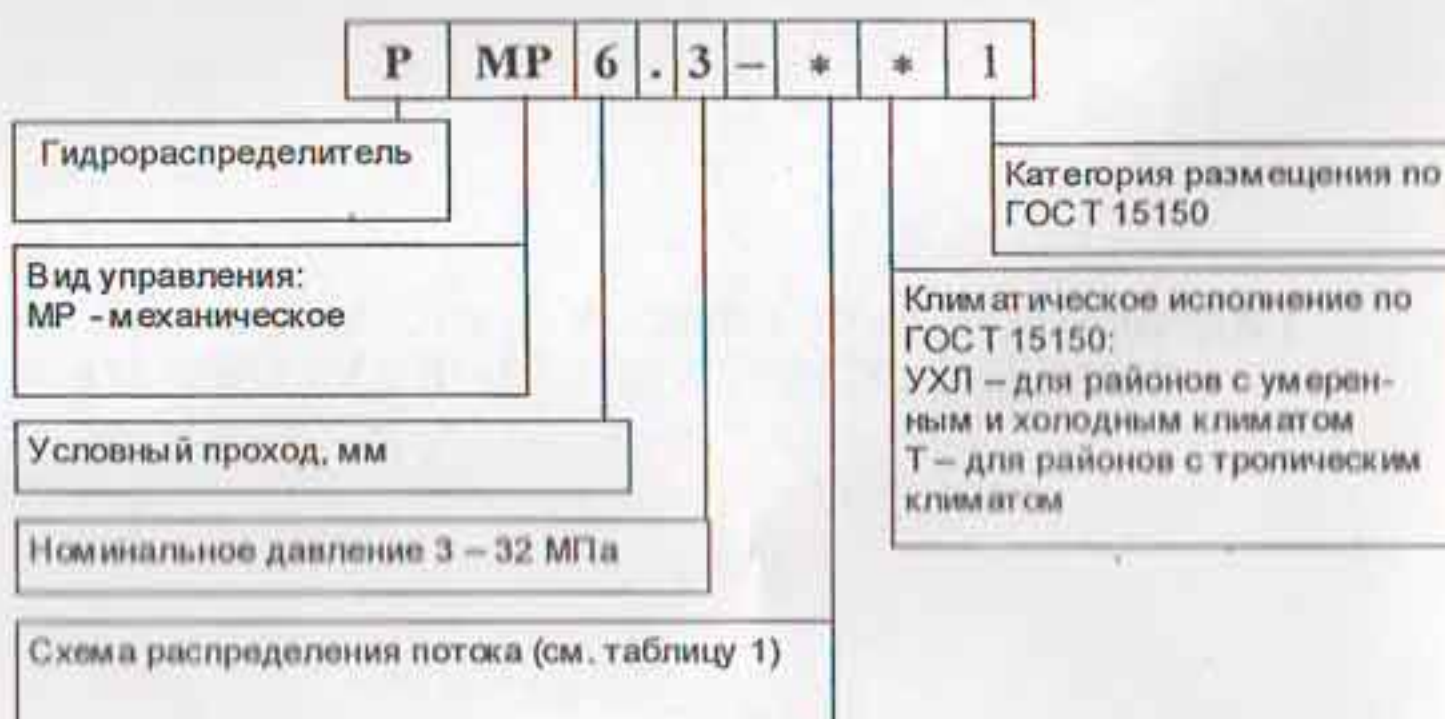 Р МР 6 . 3 – * * 1
Гидрораспределитель
Вид управления:
МР - механическое
Условный проход, мм
Номинальное давление 3 – 32 МПа
Схема распределения потока (см. таблицу 1)
Категория размещения по
ГОСТ 15150
Климатическое исполнение по
ГОСТ 15150:
УХЛ – для районов с умерен-
ным и холодным климатом
Т – для районов с тропическим
климатом